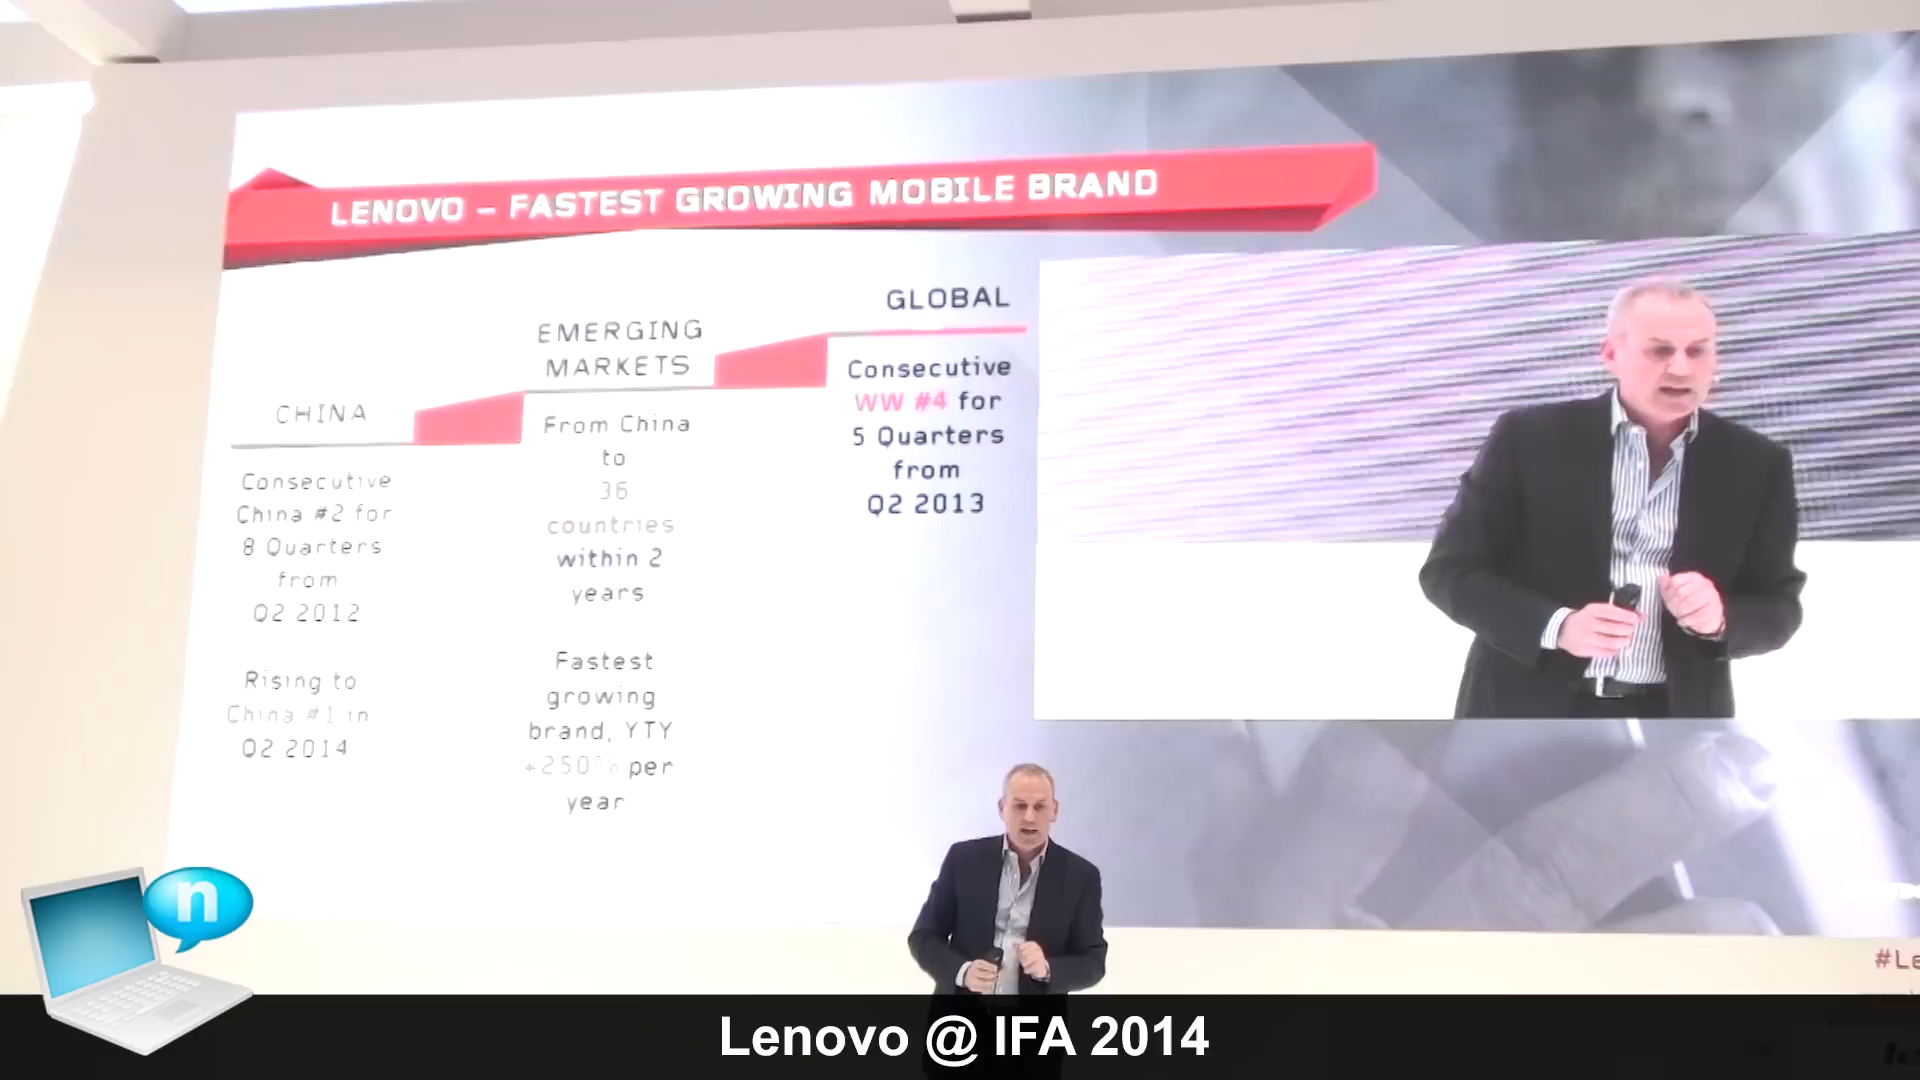 LENOVO – FASTEST GROWING MOBILE BRAND
CHINA
Consecutive
China #2 for
8 Quarters
from
Q2 2012
Rising to
China #1 in
Q2 2014
EMERGING
MARKETS
From China
to
36
countries
within 2
years
Fastest
growing
brand, YTY
+250% per
year
GLOBAL
Consecutive
WW #4 for
5 Quarters
from
Q2 2013
#Le
n
Lenovo @ IFA 2014